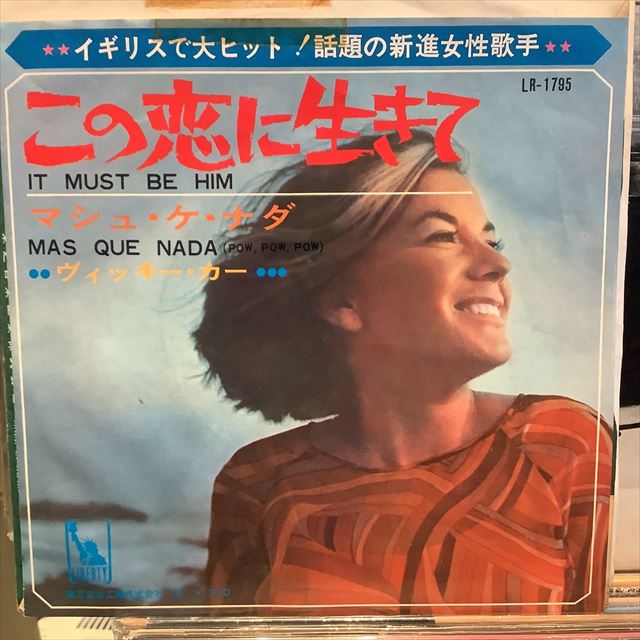 ★★イギリスで大ヒット!話題の新進女性歌手★★
LR-1795
この恋に生きて
IT MUST BE HIM
マシュ・ケ・ナダ
MAS QUE NADA (POW, POW, POW)
●●ヴィッキー・カー●●●
LIBERTY